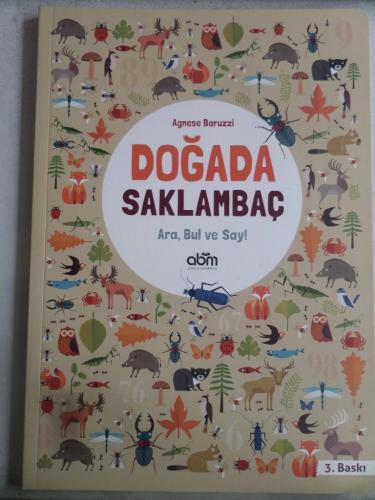 Agnese Baruzzi
DOĞADA
SAKLAMBAÇ
Ara, Bul ve Say!
abm
3. Baskı